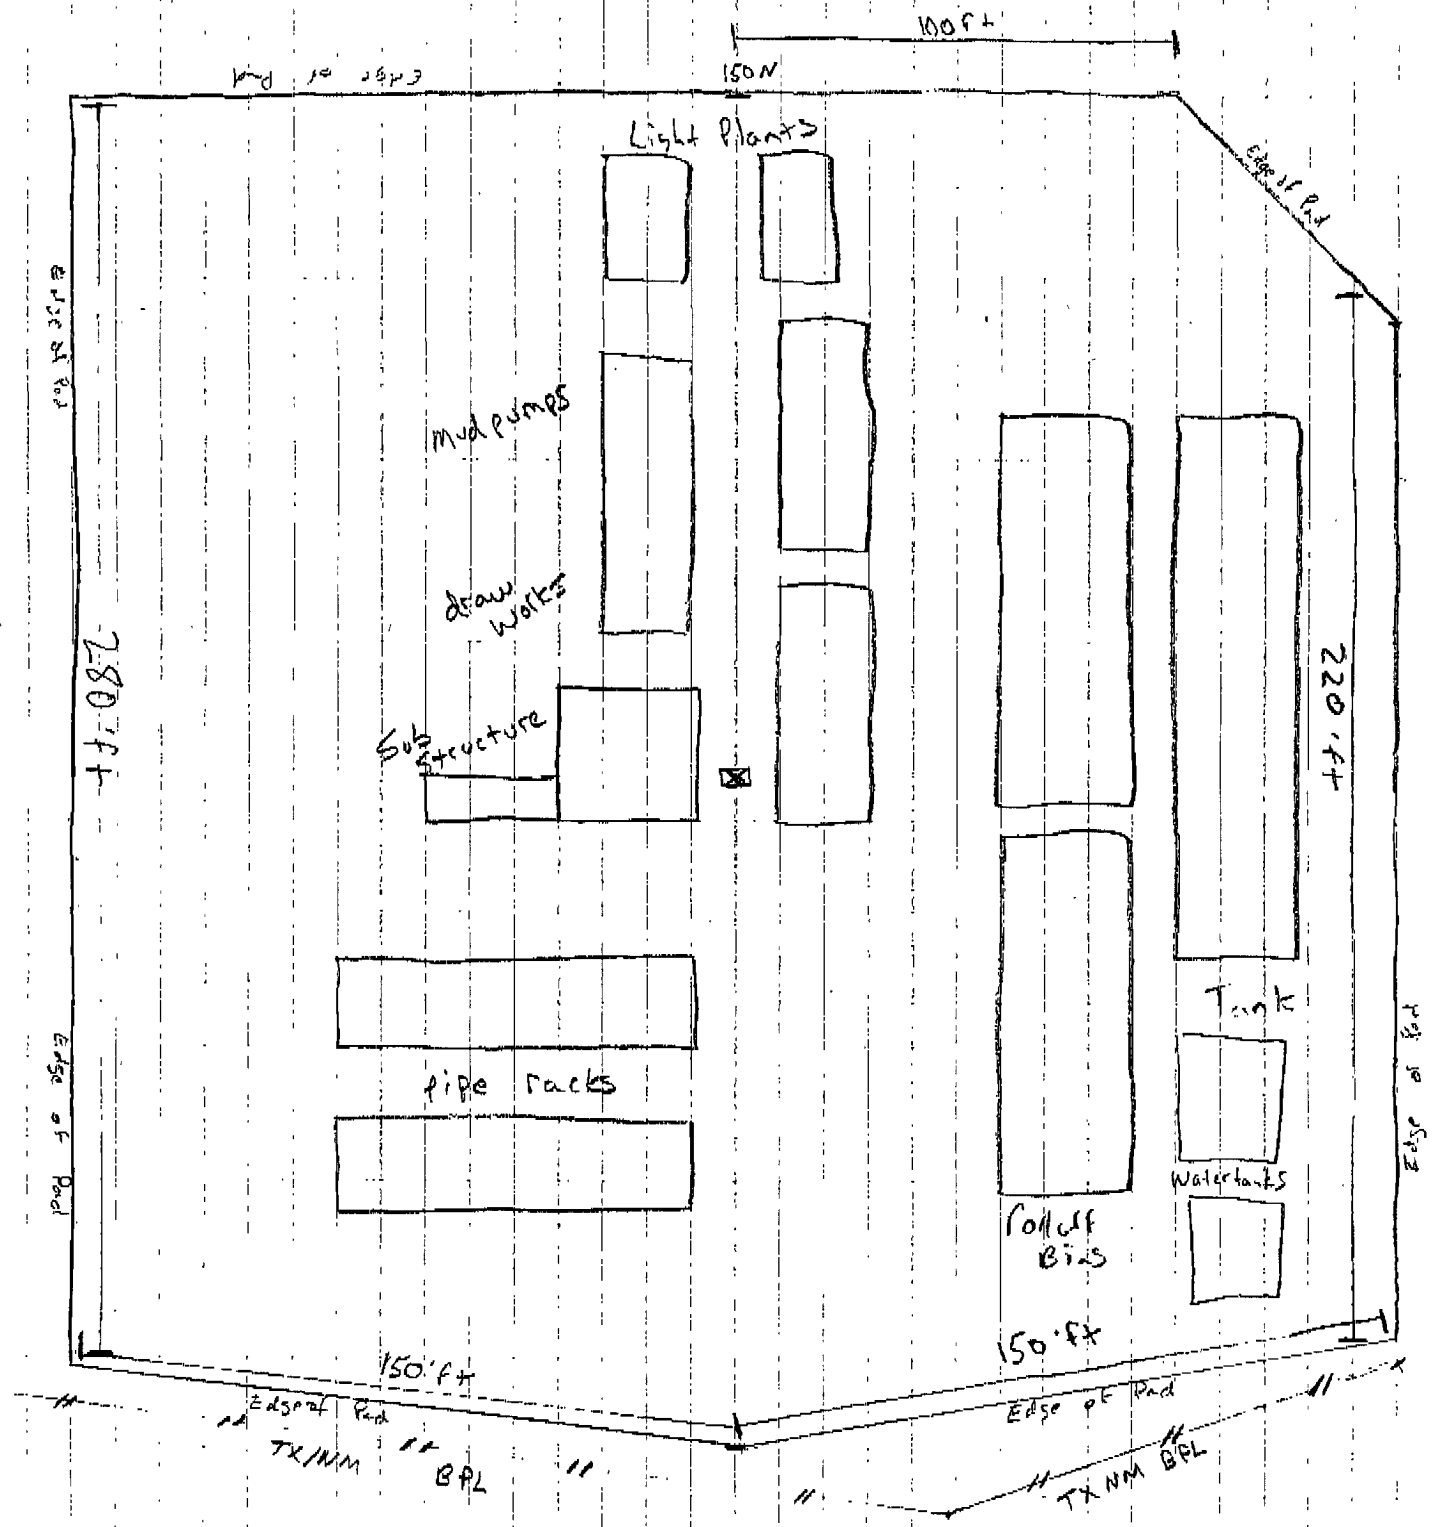 100 ft
150 N
Edge of Pad
Light Plants
Edge of Pad
Edge of Pad
mud pumps
draw
works
280'ft
220'ft
Sub
Structure
Tank
pipe racks
Edge of Pad
Edge of Pad
Watertanks
rolloff
Bins
150'ft
150'ft
Edge of Pad
Edge of Pad
TX/NM
BPL
TX NM BPL